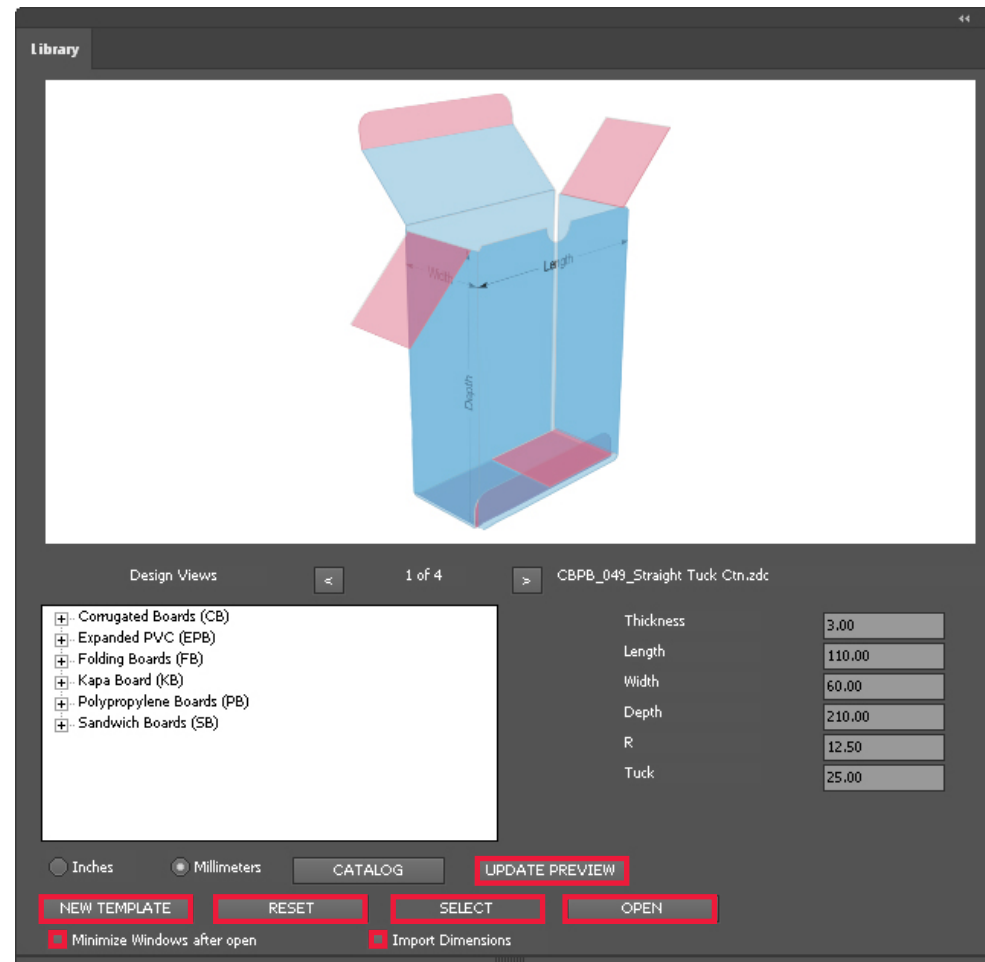 Library
Width
Length
Depth
Design Views < 1 of 4 > CBPB_049_Straight Tuck Ctn.zdc
Corrugated Boards (CB)
Expanded PVC (EPB)
Folding Boards (FB)
Kapa Board (KB)
Polypropylene Boards (PB)
Sandwich Boards (SB)
Thickness 3.00
Length 110.00
Width 60.00
Depth 210.00
R 12.50
Tuck 25.00
Inches Millimeters CATALOG UPDATE PREVIEW
NEW TEMPLATE RESET SELECT OPEN
Minimize Windows after open Import Dimensions